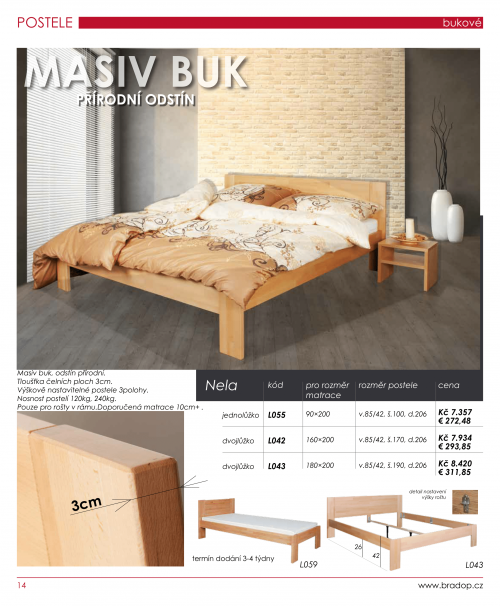 POSTELE
bukové
MASIV BUK
PŘÍRODNÍ ODSTÍN
Masiv buk, odstín přírodní.
Tloušťka čelních ploch 3cm.
Výškově nastavitelné postele 3polohy.
Nosnost postelí 120kg, 240kg.
Pouze pro rošty v rámu.Doporučená matrace 10cm+ .
Nela kód pro rozměr matrace rozměr postele cena
jednolůžko L055 90×200 v.85/42, š.100, d.206 Kč 7.357 € 272,48
dvojlůžko L042 160×200 v.85/42, š.170, d.206 Kč 7.934 € 293,85
dvojlůžko L043 180×200 v.85/42, š.190, d.206 Kč 8.420 € 311,85
3cm
detail nastavení
výšky roštu
26
42
termín dodání 3-4 týdny
L059
L043
14
www.bradop.cz